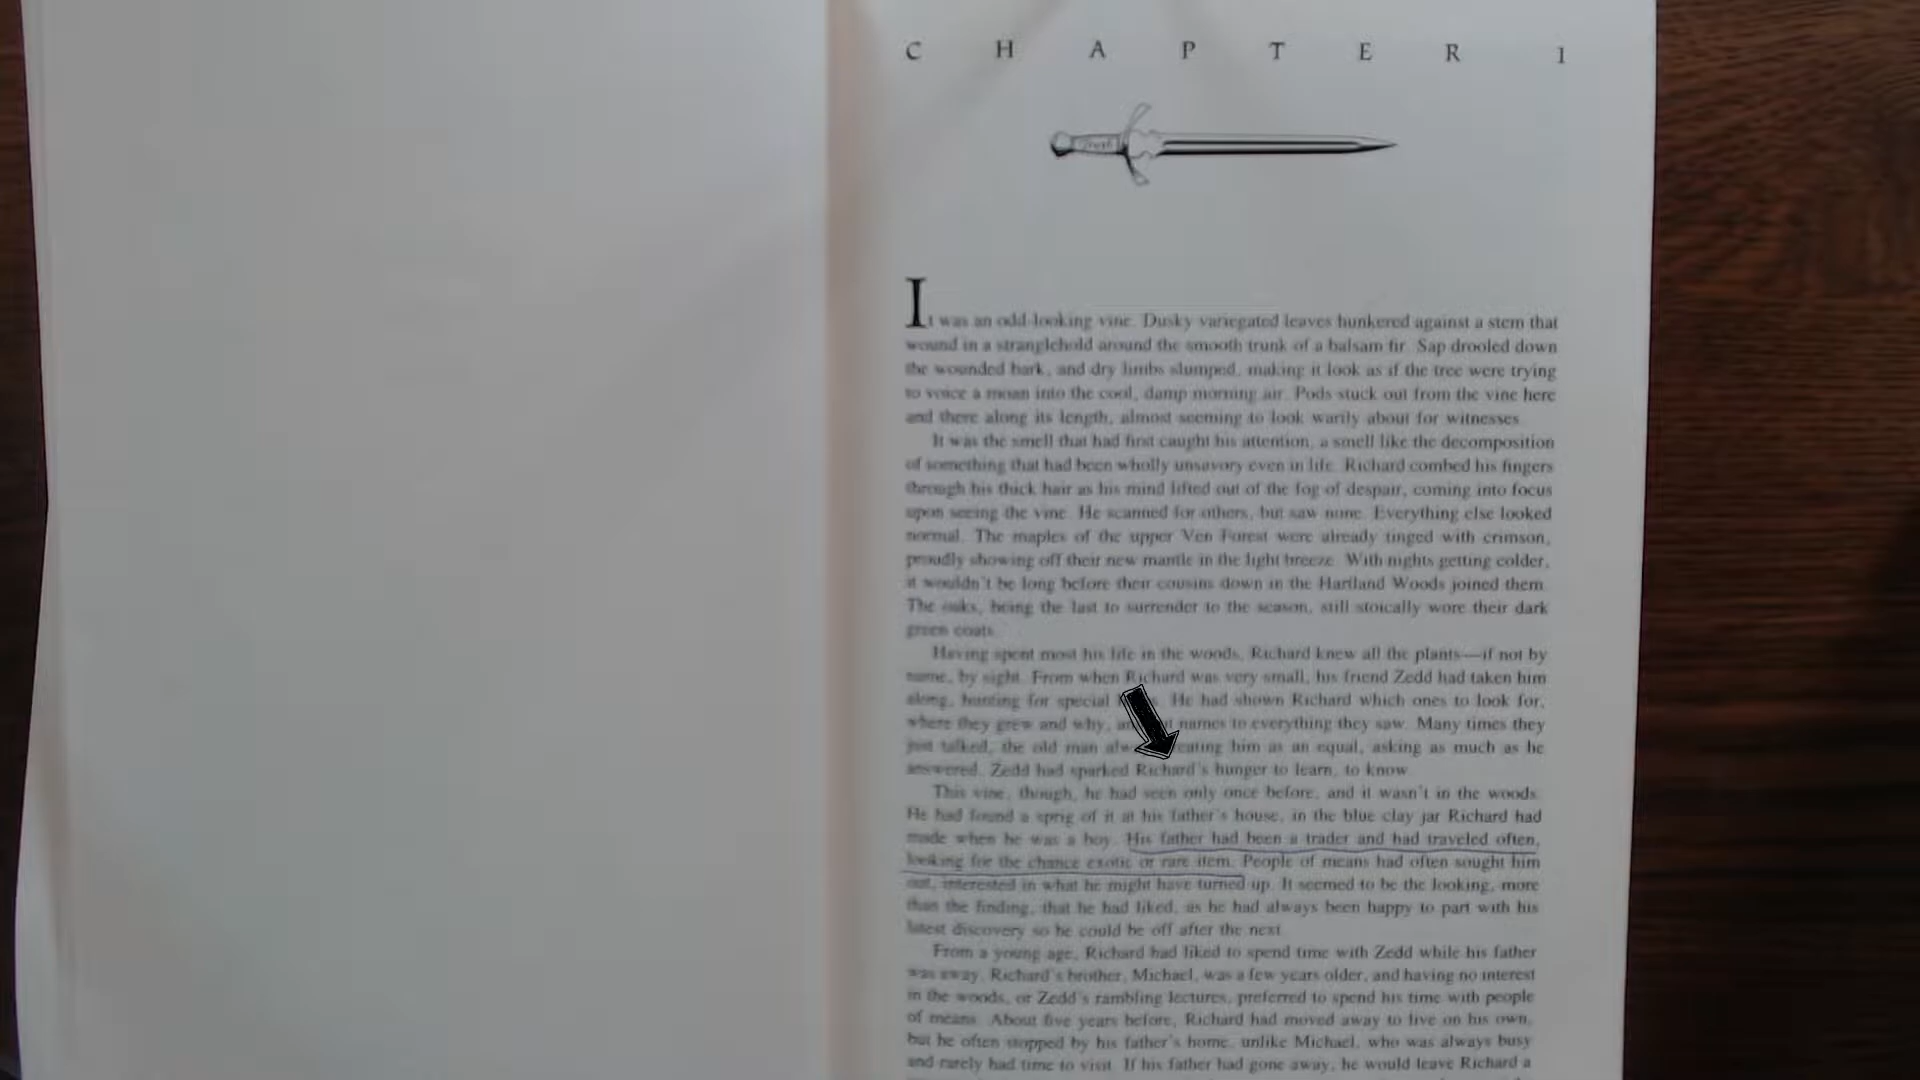 CHAPTER 1
Truth
It was an odd-looking vine. Dusky variegated leaves hunkered against a stem that
wound in a stranglehold around the smooth trunk of a balsam fir. Sap drooled down
the wounded bark, and dry limbs slumped, making it look as if the tree were trying
to voice a moan into the cool, damp morning air. Pods stuck out from the vine here
and there along its length, almost seeming to look warily about for witnesses.
It was the smell that had first caught his attention, a smell like the decomposition
of something that had been wholly unsavory even in life. Richard combed his fingers
through his thick hair as his mind lifted out of the fog of despair, coming into focus
upon seeing the vine. He scanned for others, but saw none. Everything else looked
normal. The maples of the upper Ven Forest were already tinged with crimson,
proudly showing off their new mantle in the light breeze. With nights getting colder,
it wouldn't be long before their cousins down in the Hartland Woods joined them.
The oaks, being the last to surrender to the season, still stoically wore their dark
green coats.
Having spent most his life in the woods, Richard knew all the plants—if not by
name, by sight. From when Richard was very small, his friend Zedd had taken him
along, hunting for special He had shown Richard which ones to look for,
where they grew and why, names to everything they saw. Many times they
just talked, the old man him as an equal, asking as much as he
answered. Zedd had sparked Richard's hunger to learn, to know.
This vine, though, he had seen only once before, and it wasn't in the woods.
He had found a sprig of it at his father's house, in the blue clay jar Richard had
made when he was a boy. His father had been a trader and had traveled often,
looking for the chance exotic or rare item. People of means had often sought him
out, interested in what he might have turned up. It seemed to be the looking, more
than the finding, that he had liked, as he had always been happy to part with his
latest discovery so he could be off after the next.
From a young age, Richard had liked to spend time with Zedd while his father
was away. Richard's brother, Michael, was a few years older, and having no interest
in the woods, or Zedd's rambling lectures, preferred to spend his time with people
of means. About five years before, Richard had moved away to live on his own,
but he often stopped by his father's home, unlike Michael, who was always busy
and rarely had time to visit. If his father had gone away, he would leave Richard a